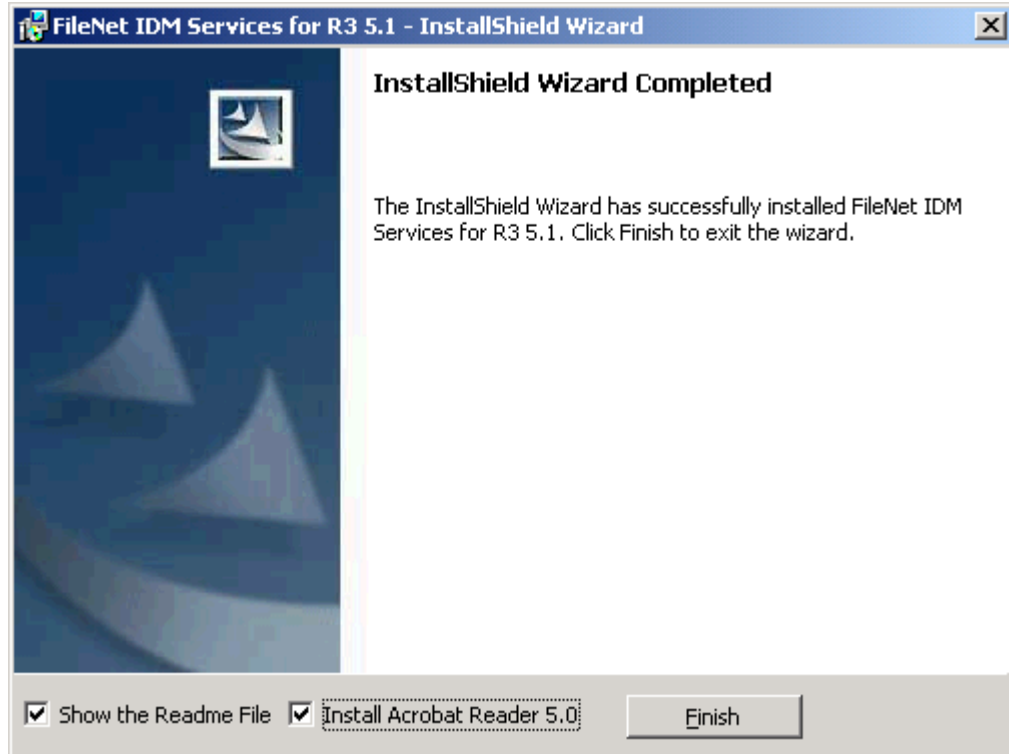 FileNet IDM Services for R3 5.1 - InstallShield Wizard
InstallShield Wizard Completed
The InstallShield Wizard has successfully installed FileNet IDM
Services for R3 5.1. Click Finish to exit the wizard.
Show the Readme File Install Acrobat Reader 5.0 Finish